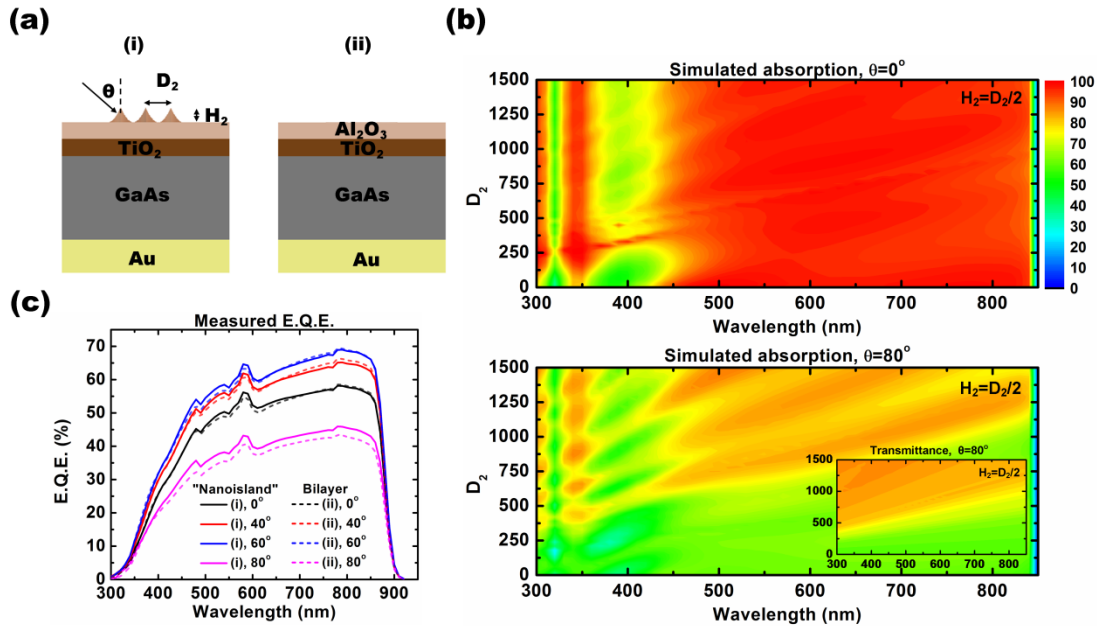 (a)
(i)
(ii)
θ
D₂
H₂
TiO₂
GaAs
Au
Al₂O₃
TiO₂
GaAs
Au
(b)
Simulated absorption, θ=0°
H₂=D₂/2
1500
1250
1000
750
500
250
0
D₂
300 400 500 600 700 800
Wavelength (nm)
100
90
80
70
60
50
40
30
20
10
0
Simulated absorption, θ=80°
H₂=D₂/2
1500
1250
1000
750
500
250
0
D₂
Transmittance, θ=80°
H₂=D₂/2
1500
1000
500
0
300 400 500 600 700 800
300 400 500 600 700 800
Wavelength (nm)
(c)
Measured E.Q.E.
70
60
50
40
30
20
10
0
E.Q.E. (%)
"Nanoisland" Bilayer
(i), 0° (ii), 0°
(i), 40° (ii), 40°
(i), 60° (ii), 60°
(i), 80° (ii), 80°
300 400 500 600 700 800 900
Wavelength (nm)